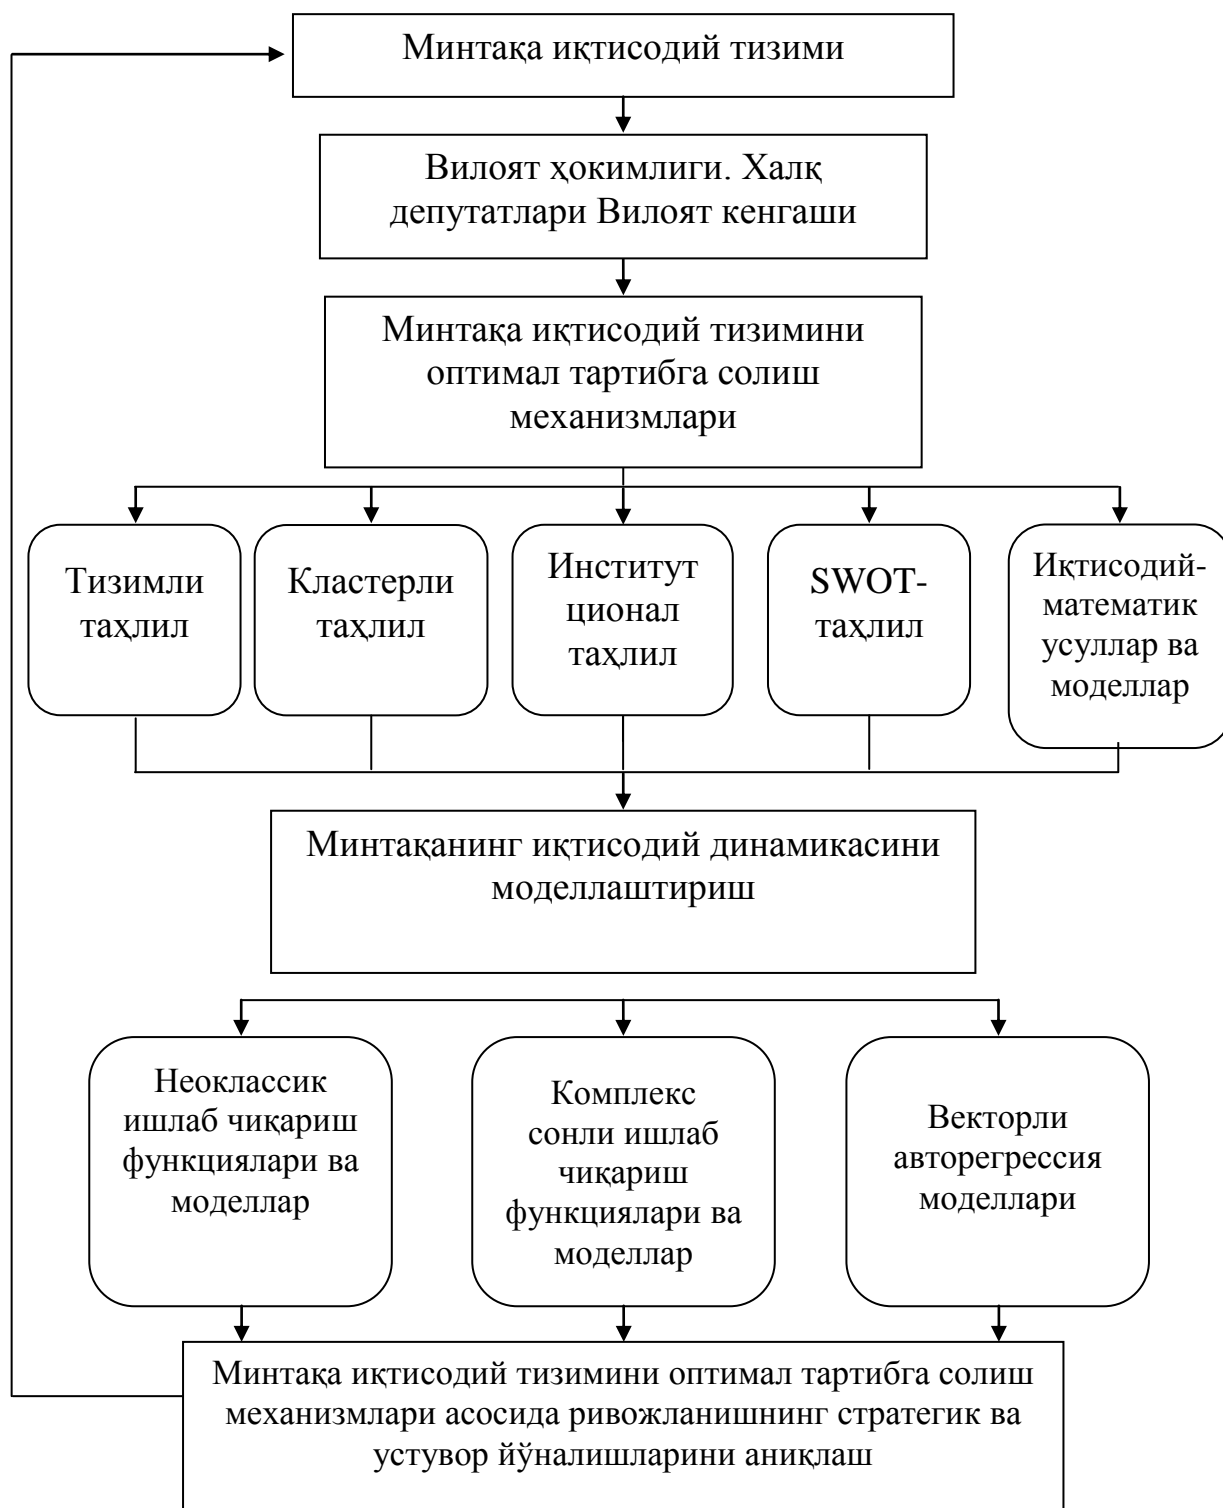 Минтақа иқтисодий тизими
Вилоят ҳокимлиги. Халқ
депутатлари Вилоят кенгаши
Минтақа иқтисодий тизимини
оптимал тартибга солиш
механизмлари
Тизимли
таҳлил
Кластерли
таҳлил
Институт
ционал
таҳлил
SWOT-
таҳлил
Иқтисодий-
математик
усуллар ва
моделлар
Минтақанинг иқтисодий динамикасини
моделлаштириш
Неоклассик
ишлаб чиқариш
функциялари ва
моделлар
Комплекс
сонли ишлаб
чиқариш
функциялари ва
моделлар
Векторли
авторегрессия
моделлари
Минтақа иқтисодий тизимини оптимал тартибга солиш
механизмлари асосида ривожланишнинг стратегик ва
устувор йўналишларини аниқлаш